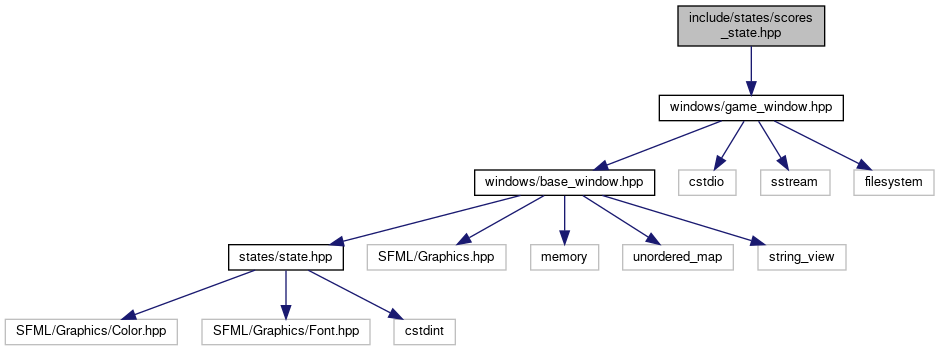 include/states/scores
_state.hpp
windows/game_window.hpp
windows/base_window.hpp
cstdio
sstream
filesystem
states/state.hpp
SFML/Graphics.hpp
memory
unordered_map
string_view
SFML/Graphics/Color.hpp
SFML/Graphics/Font.hpp
cstdint